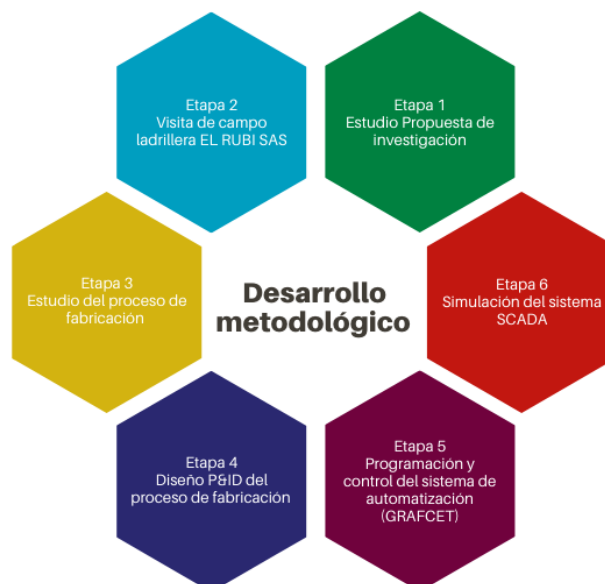 Etapa 1
Estudio Propuesta de
investigación
Etapa 2
Visita de campo
ladrillera EL RUBI SAS
Etapa 3
Estudio del proceso de
fabricación
Desarrollo
metodológico
Etapa 6
Simulación del sistema
SCADA
Etapa 4
Diseño P&ID del
proceso de fabricación
Etapa 5
Programación y
control del sistema de
automatización
(GRAFCET)